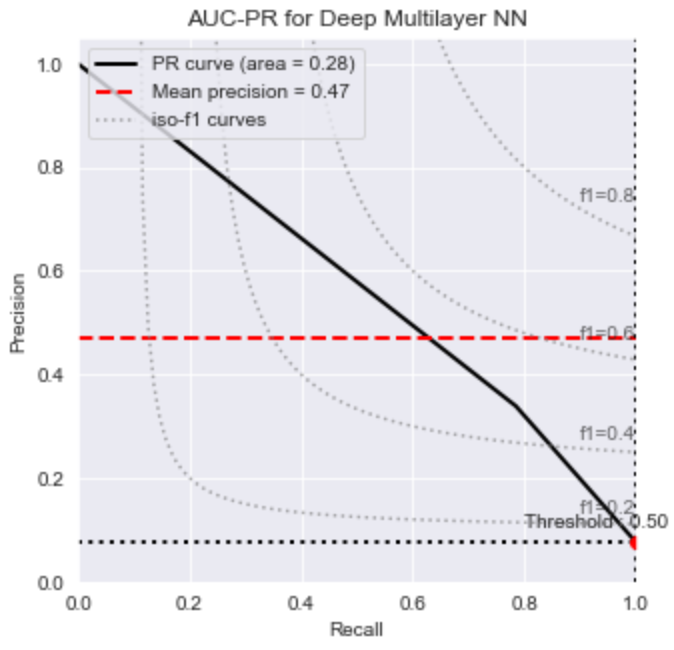 AUC-PR for Deep Multilayer NN
PR curve (area = 0.28)
Mean precision = 0.47
iso-f1 curves
f1=0.8
f1=0.6
f1=0.4
f1=0.2
Threshold 0.50
Precision
1.0
0.8
0.6
0.4
0.2
0.0
0.0 0.2 0.4 0.6 0.8 1.0
Recall